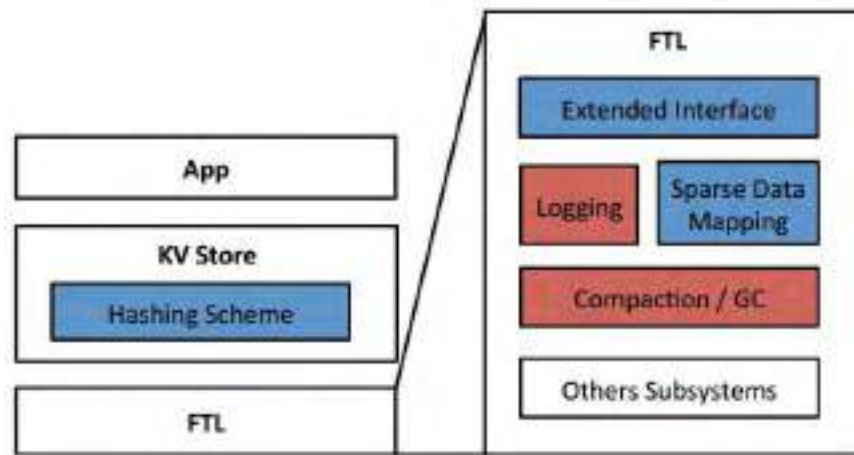 App
KV Store
Hashing Scheme
FTL
FTL
Extended Interface
Logging
Sparse Data
Mapping
Compaction / GC
Others Subsystems